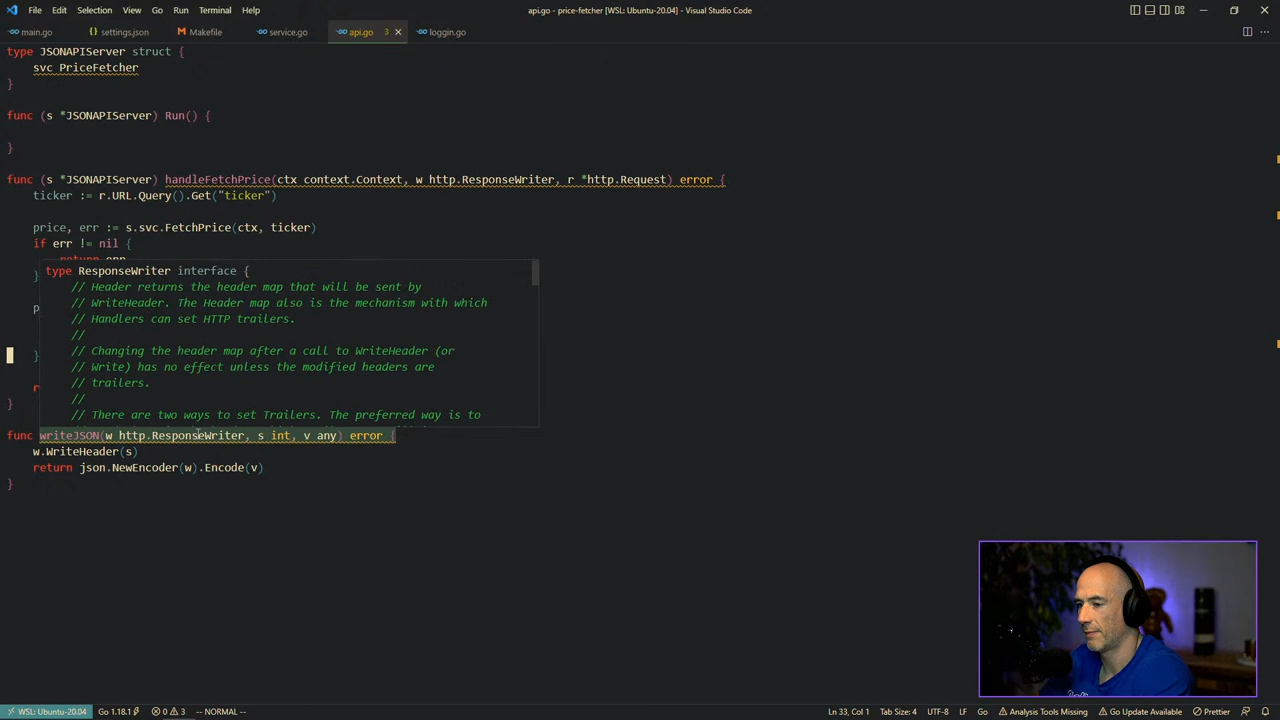 File Edit Selection View Go Run Terminal Help api.go - price-fetcher [WSL: Ubuntu-20.04] - Visual Studio Code
main.go settings.json Makefile service.go api.go 3 loggin.go
type JSONAPIServer struct {
svc PriceFetcher
}
func (s *JSONAPIServer) Run() {
}
func (s *JSONAPIServer) handleFetchPrice(ctx context.Context, w http.ResponseWriter, r *http.Request) error {
ticker := r.URL.Query().Get("ticker")
price, err := s.svc.FetchPrice(ctx, ticker)
if err != nil {
type ResponseWriter interface {
// Header returns the header map that will be sent by
// WriteHeader. The Header map also is the mechanism with which
// Handlers can set HTTP trailers.
//
// Changing the header map after a call to WriteHeader (or
// Write) has no effect unless the modified headers are
// trailers.
//
// There are two ways to set Trailers. The preferred way is to
}
func writeJSON(w http.ResponseWriter, s int, v any) error {
w.WriteHeader(s)
return json.NewEncoder(w).Encode(v)
}
WSL: Ubuntu-20.04 Go 1.18.1 0 3 -- NORMAL -- Ln 33, Col 1 Tab Size: 4 UTF-8 LF Go Analysis Tools Missing Go Update Available Prettier